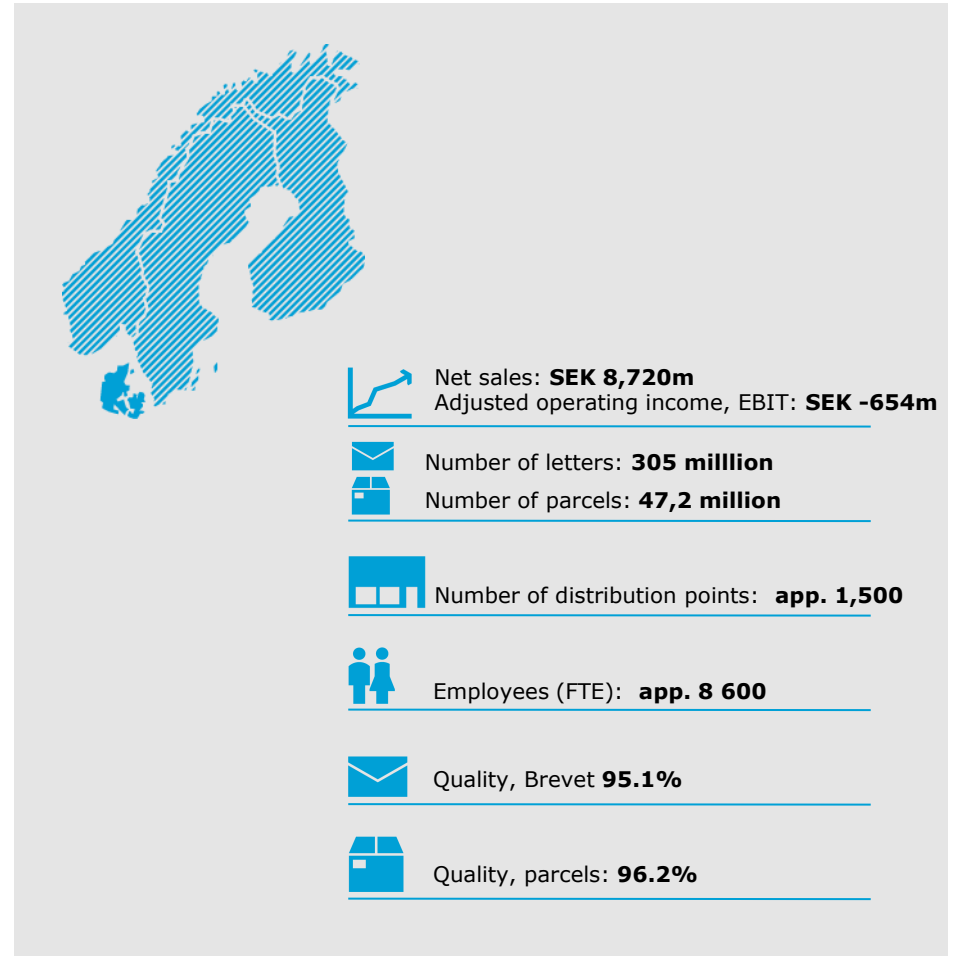 Net sales: SEK 8,720m
Adjusted operating income, EBIT: SEK -654m
Number of letters: 305 milllion
Number of parcels: 47,2 million
Number of distribution points: app. 1,500
Employees (FTE): app. 8 600
Quality, Brevet 95.1%
Quality, parcels: 96.2%